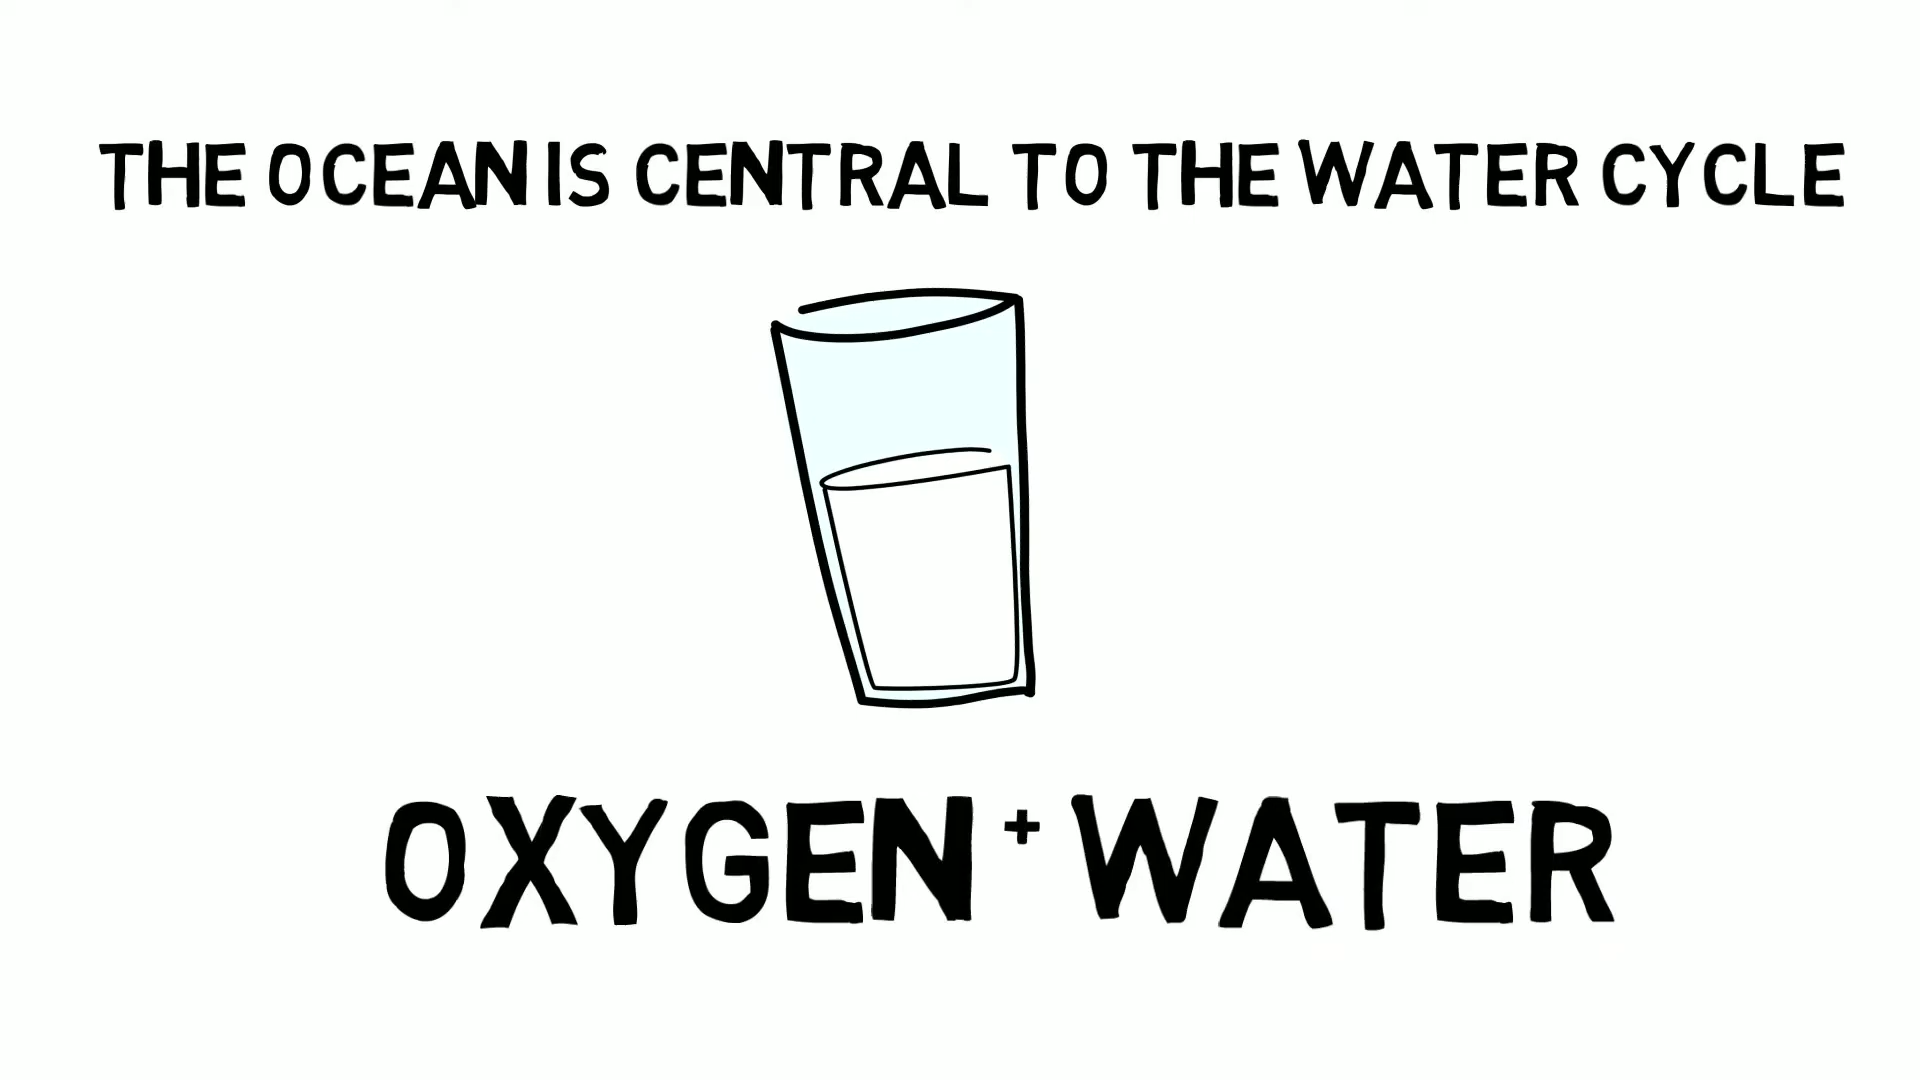 THE OCEAN IS CENTRAL TO THE WATER CYCLE
OXYGEN + WATER